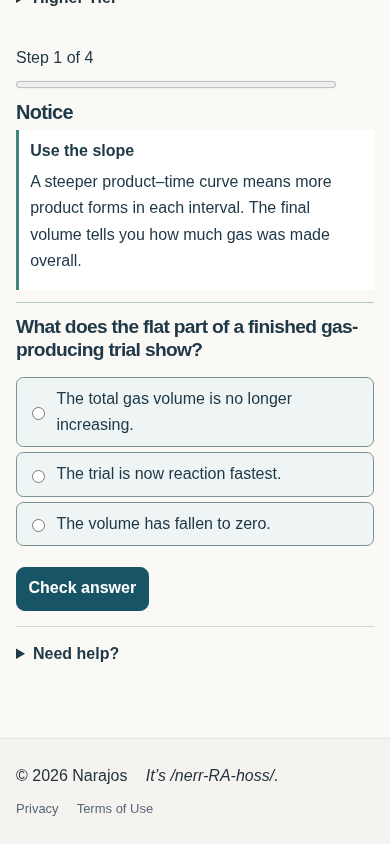 Higher Tier
Step 1 of 4
Notice
Use the slope
A steeper product–time curve means more
product forms in each interval. The final
volume tells you how much gas was made
overall.
What does the flat part of a finished gas-
producing trial show?
The total gas volume is no longer
increasing.
The trial is now reaction fastest.
The volume has fallen to zero.
Check answer
Need help?
© 2026 Narajos It’s /nerr-RA-hoss/.
Privacy Terms of Use